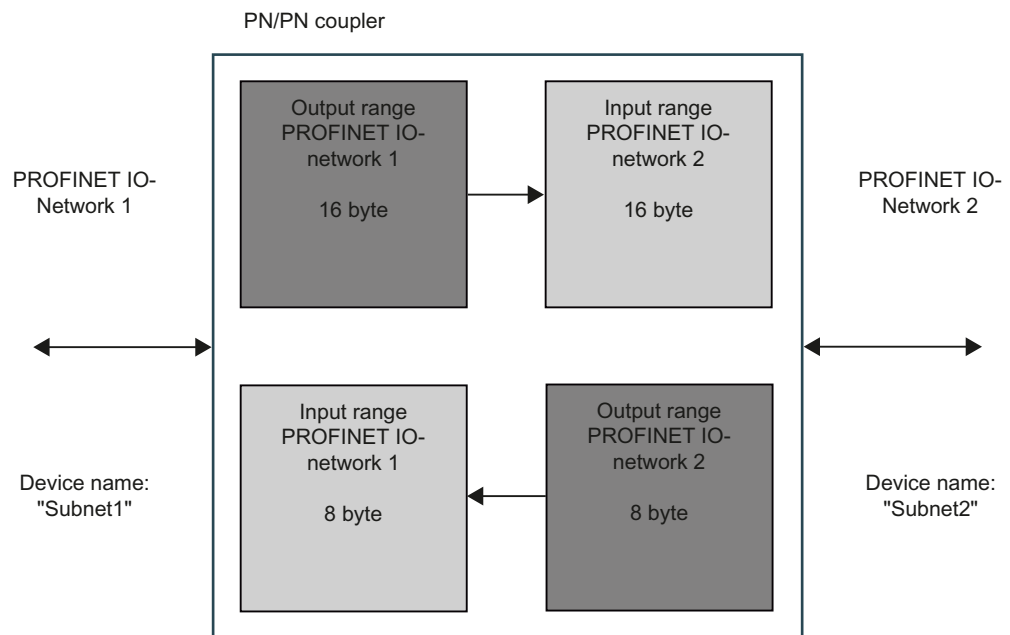 PN/PN coupler
Output range
PROFINET IO-
network 1
16 byte
Input range
PROFINET IO-
network 2
16 byte
PROFINET IO-
Network 1
PROFINET IO-
Network 2
Input range
PROFINET IO-
network 1
8 byte
Output range
PROFINET IO-
network 2
8 byte
Device name:
"Subnet1"
Device name:
"Subnet2"